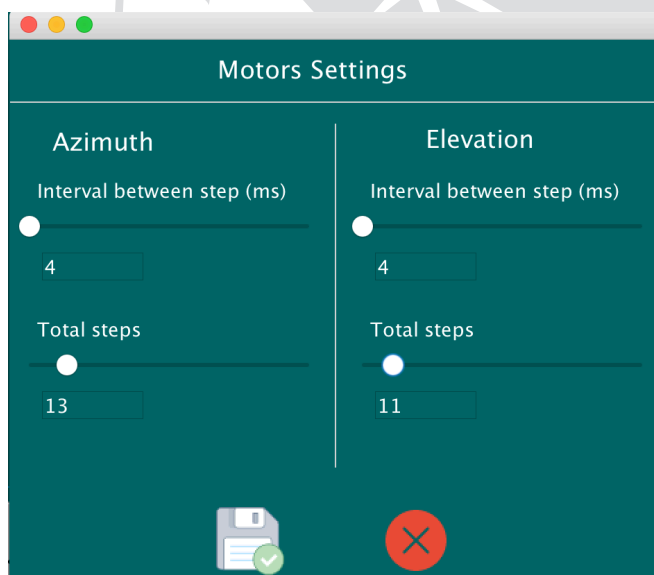 Motors Settings
Azimuth
Interval between step (ms)
4
Total steps
13
Elevation
Interval between step (ms)
4
Total steps
11